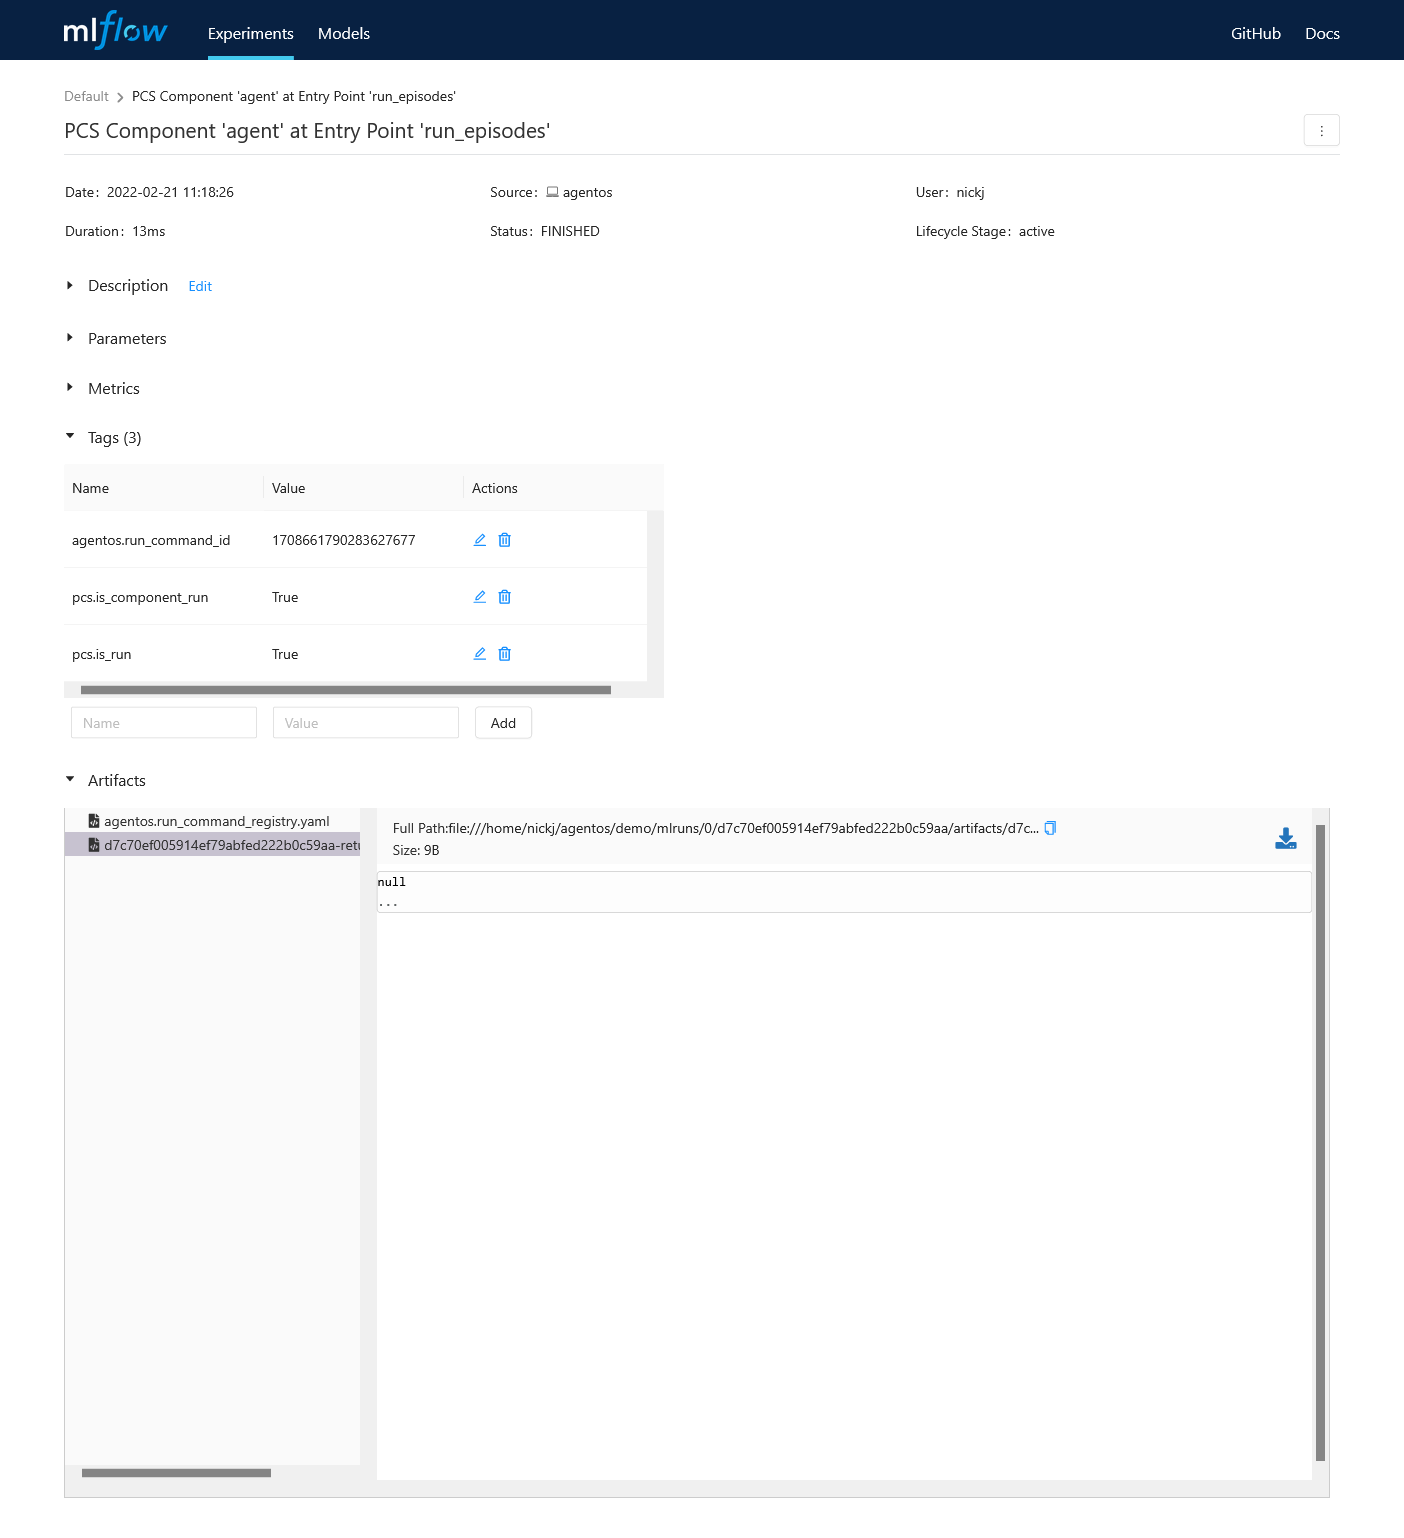 mlflow Experiments Models GitHub Docs
Default > PCS Component 'agent' at Entry Point 'run_episodes'
PCS Component 'agent' at Entry Point 'run_episodes'
Date: 2022-02-21 11:18:26 Source: agentos User: nickj
Duration: 13ms Status: FINISHED Lifecycle Stage: active
Description Edit
Parameters
Metrics
Tags (3)
Name Value Actions
agentos.run_command_id 1708661790283627677
pcs.is_component_run True
pcs.is_run True
Name Value Add
Artifacts
agentos.run_command_registry.yaml
d7c70ef005914ef79abfed222b0c59aa-retu
Full Path:file:///home/nickj/agentos/demo/mlruns/0/d7c70ef005914ef79abfed222b0c59aa/artifacts/d7c...
Size: 9B
null
...